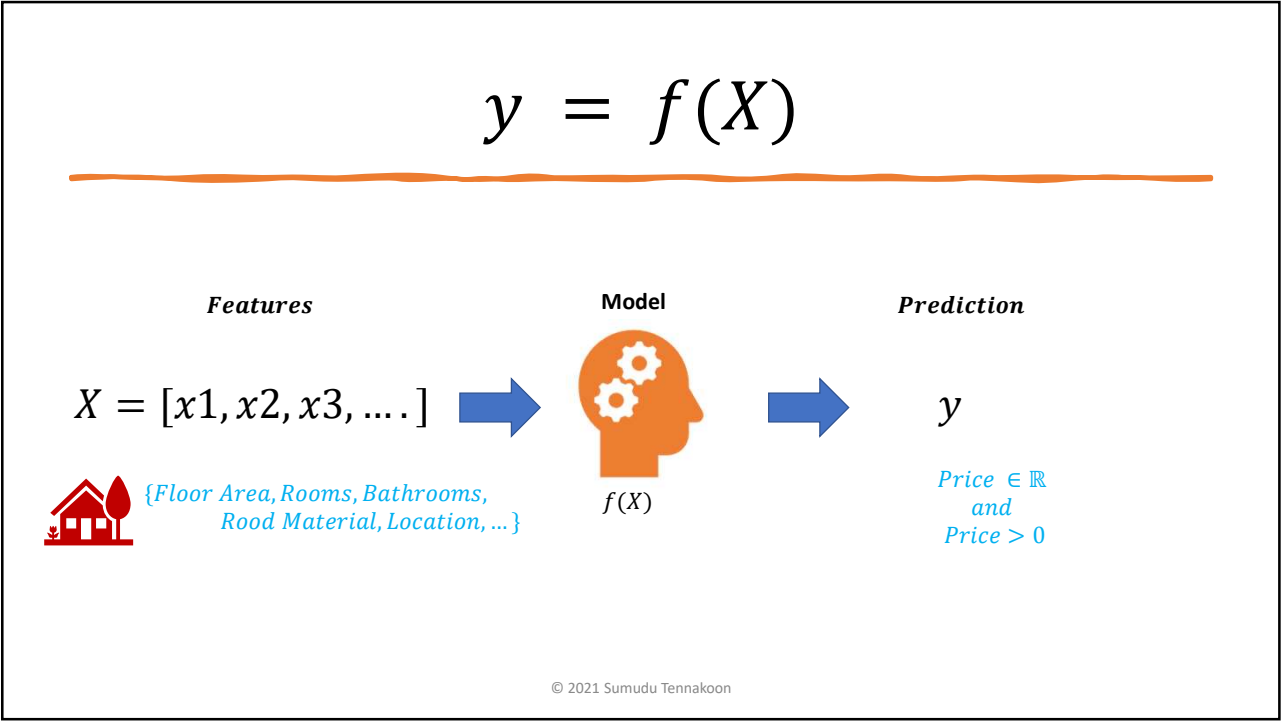 y = f(X)
Features
Model
Prediction
X = [x1, x2, x3, ... . ]
y
{Floor Area, Rooms, Bathrooms,
Rood Material, Location, ... }
f(X)
Price ∈ ℝ
and
Price > 0
© 2021 Sumudu Tennakoon